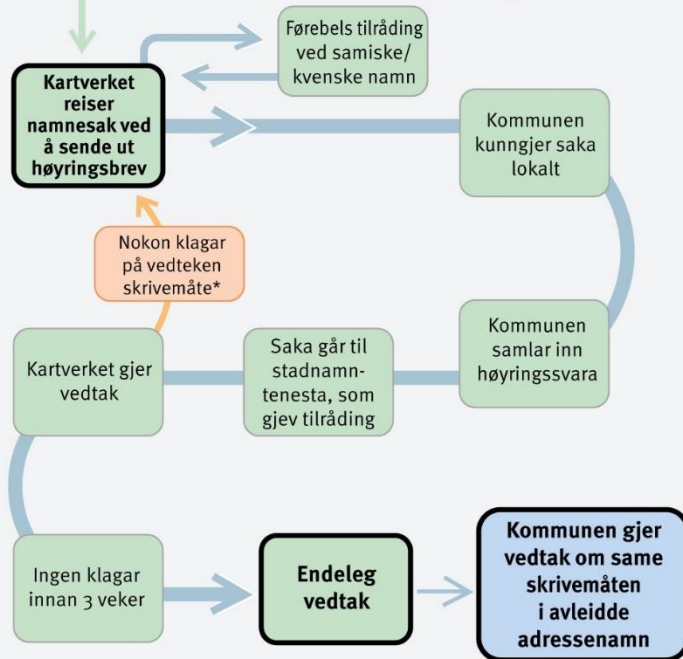 Førebels tilråding
ved samiske/
kvenske namn
Kartverket
reiser
namnesak ved
å sende ut
høyringsbrev
Kommunen
kunngjer saka
lokalt
Nokon klagar
på vedteken
skrivemåte*
Kommunen
samlar inn
høyringssvara
Saka går til
stadnamn-
tenesta, som
gjev tilråding
Kartverket gjer
vedtak
Ingen klagar
innan 3 veker
Endeleg
vedtak
Kommunen gjer
vedtak om same
skrivemåten
i avleidde
adressenamn